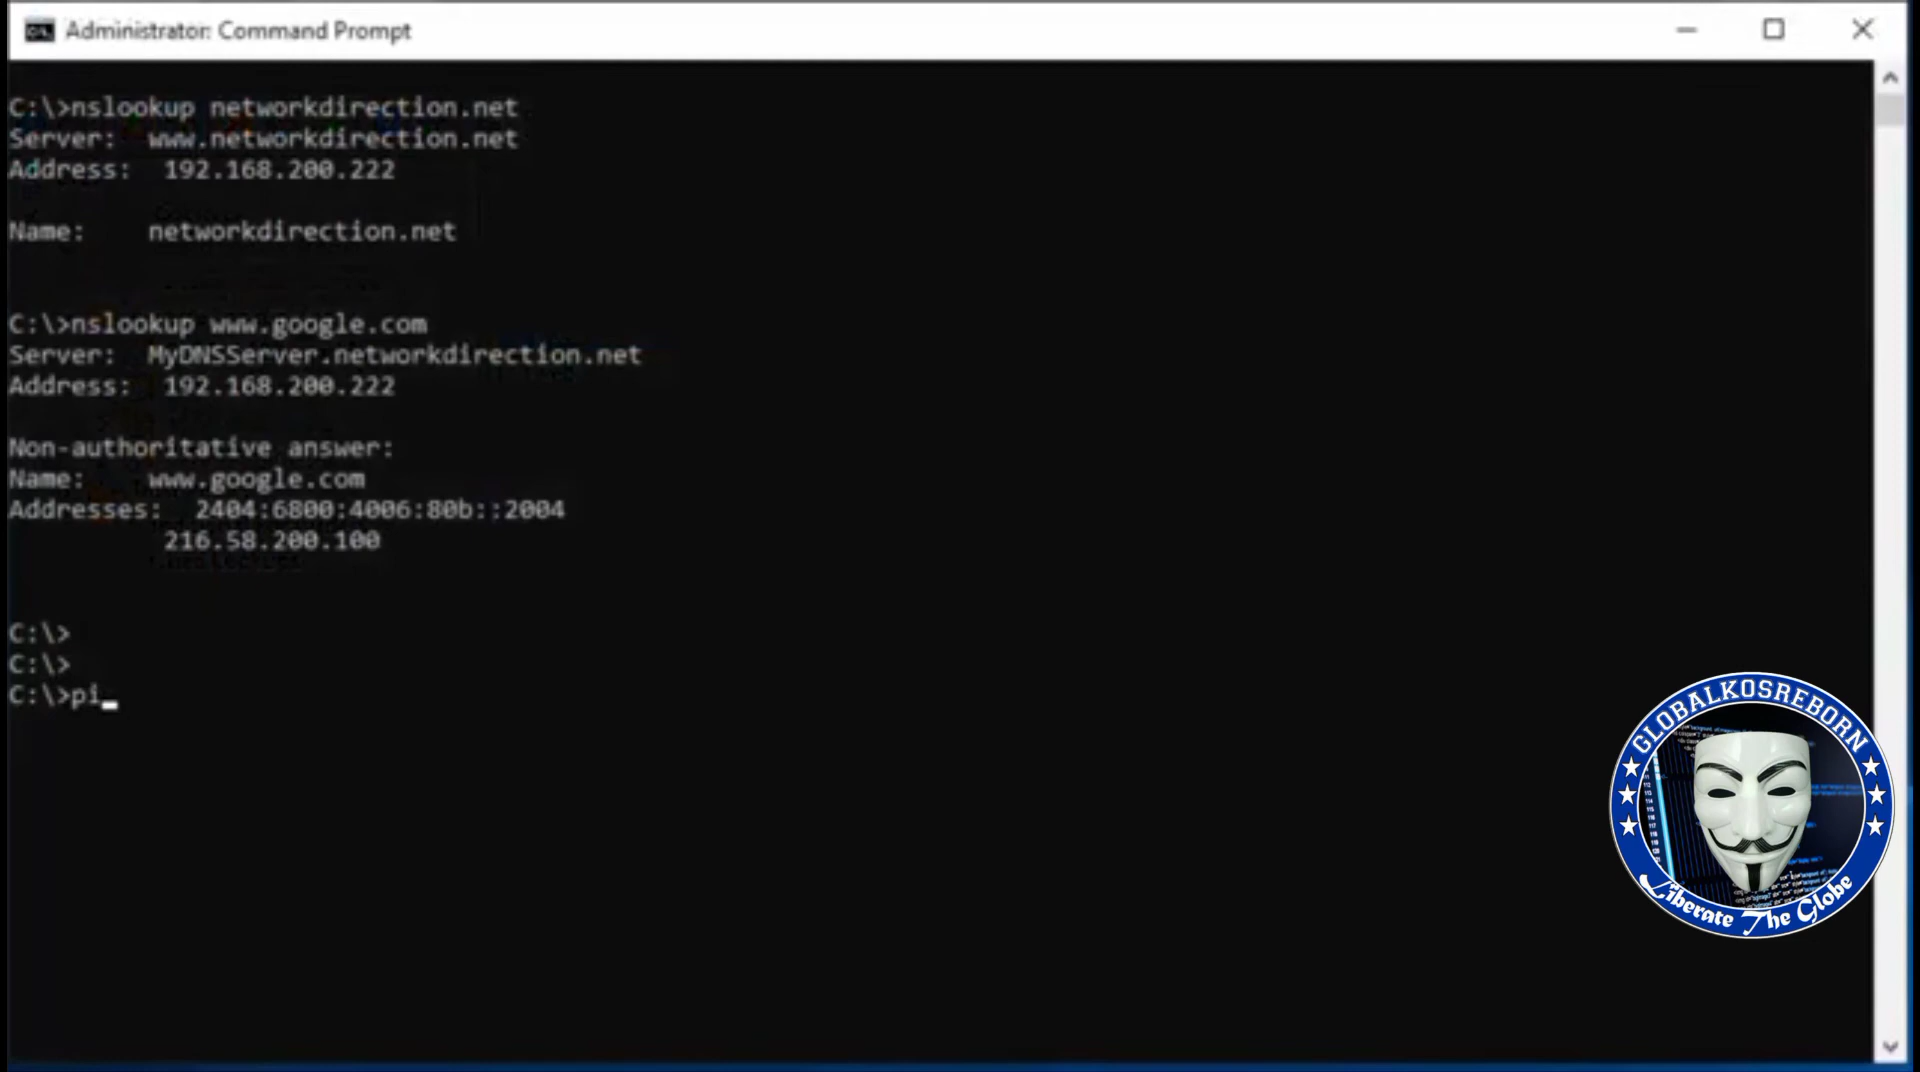 Administrator: Command Prompt
C:\>nslookup networkdirection.net
Server:  www.networkdirection.net
Address:  192.168.200.222
Name:    networkdirection.net
C:\>nslookup www.google.com
Server:  MyDNSServer.networkdirection.net
Address:  192.168.200.222
Non-authoritative answer:
Name:    www.google.com
Addresses:  2404:6800:4006:80b::2004
216.58.200.100
C:\>
C:\>
C:\>pi
GLOBALKOSREBORN
Liberate The Globe